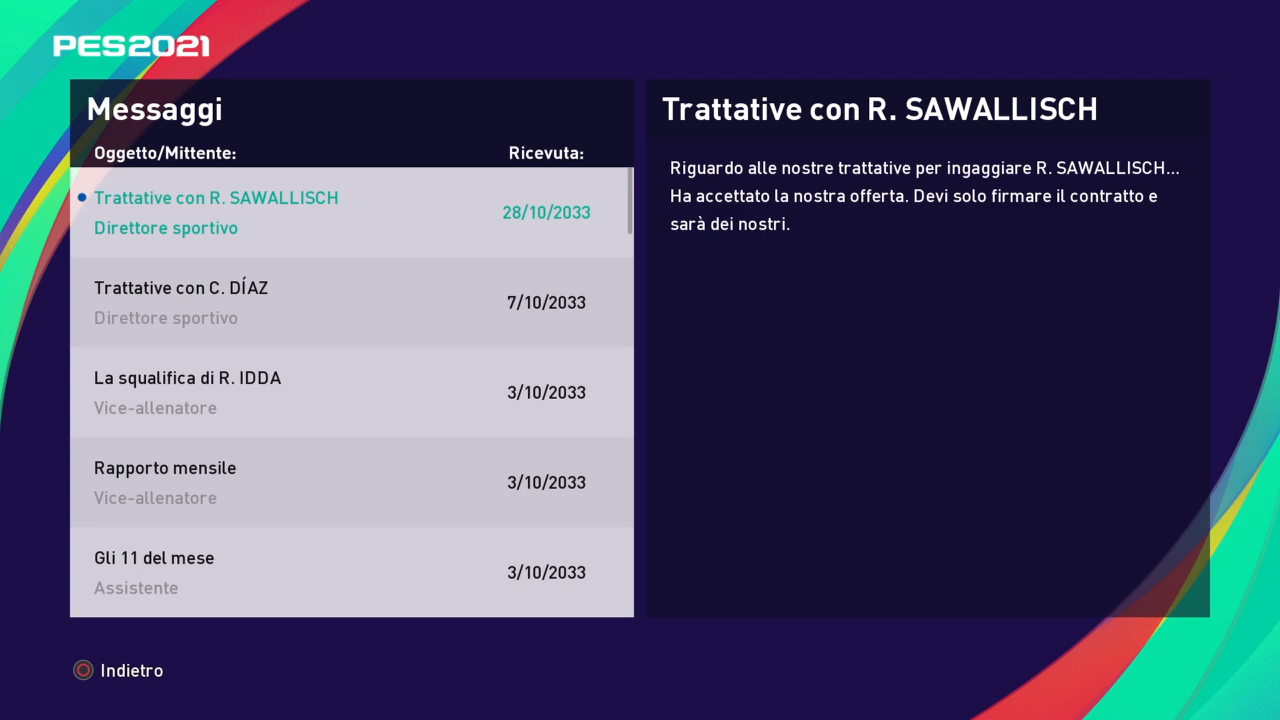 PES2021
Messaggi
Oggetto/Mittente: Ricevuta:
Trattative con R. SAWALLISCH
Direttore sportivo
28/10/2033
Trattative con C. DÍAZ
Direttore sportivo
7/10/2033
La squalifica di R. IDDA
Vice-allenatore
3/10/2033
Rapporto mensile
Vice-allenatore
3/10/2033
Gli 11 del mese
Assistente
3/10/2033
Trattative con R. SAWALLISCH
Riguardo alle nostre trattative per ingaggiare R. SAWALLISCH...
Ha accettato la nostra offerta. Devi solo firmare il contratto e
sarà dei nostri.
Indietro